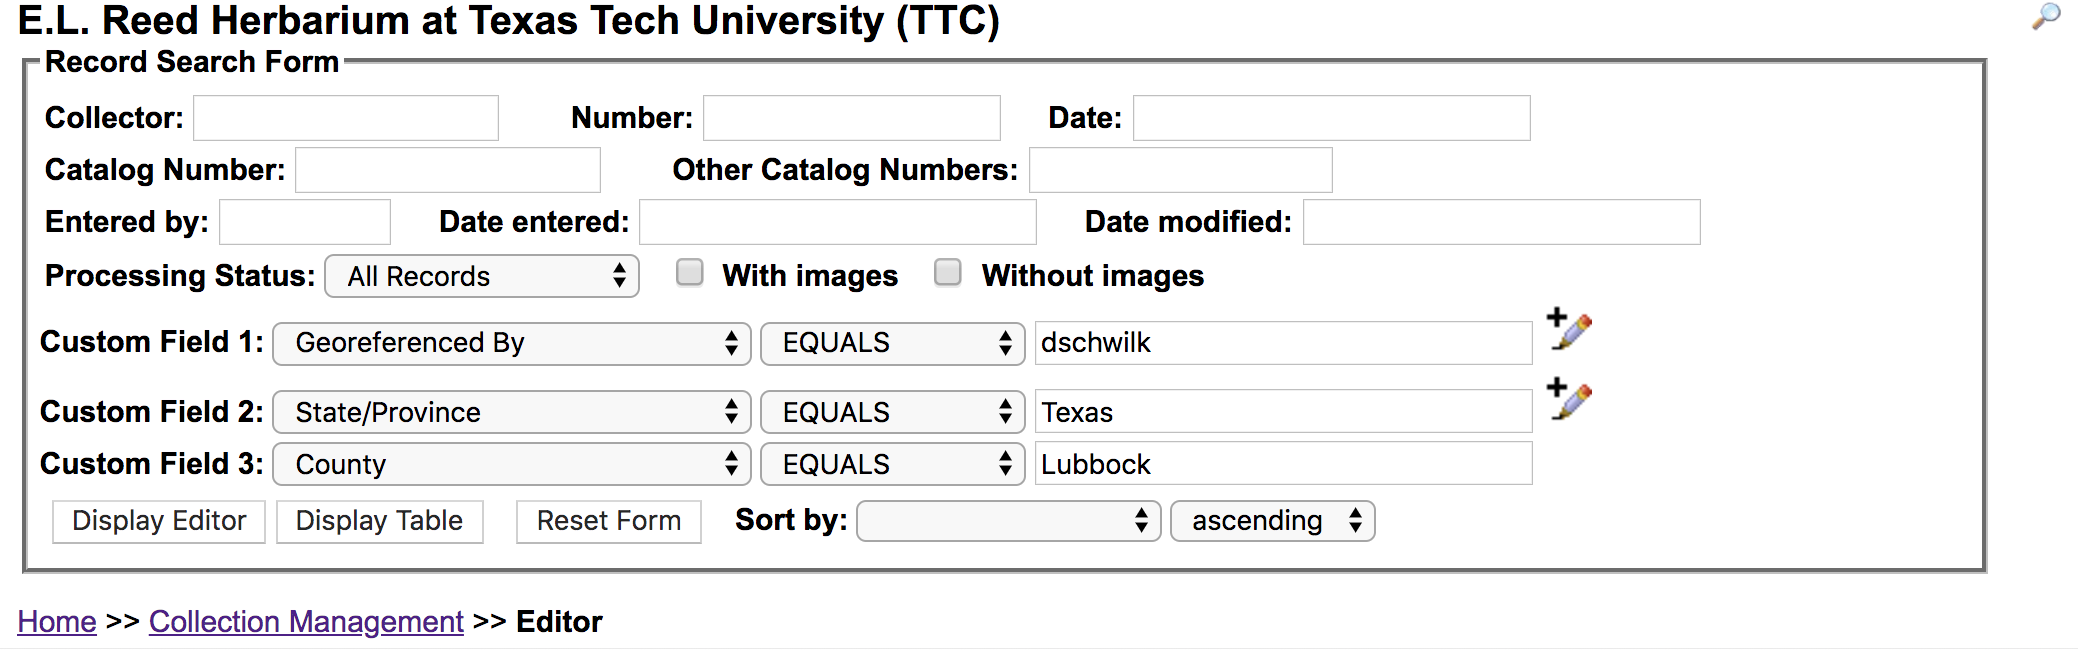 E.L. Reed Herbarium at Texas Tech University (TTC)
Record Search Form
Collector: Number: Date:
Catalog Number: Other Catalog Numbers:
Entered by: Date entered: Date modified:
Processing Status: All Records With images Without images
Custom Field 1: Georeferenced By EQUALS dschwilk
Custom Field 2: State/Province EQUALS Texas
Custom Field 3: County EQUALS Lubbock
Display Editor Display Table Reset Form Sort by: ascending
Home >> Collection Management >> Editor